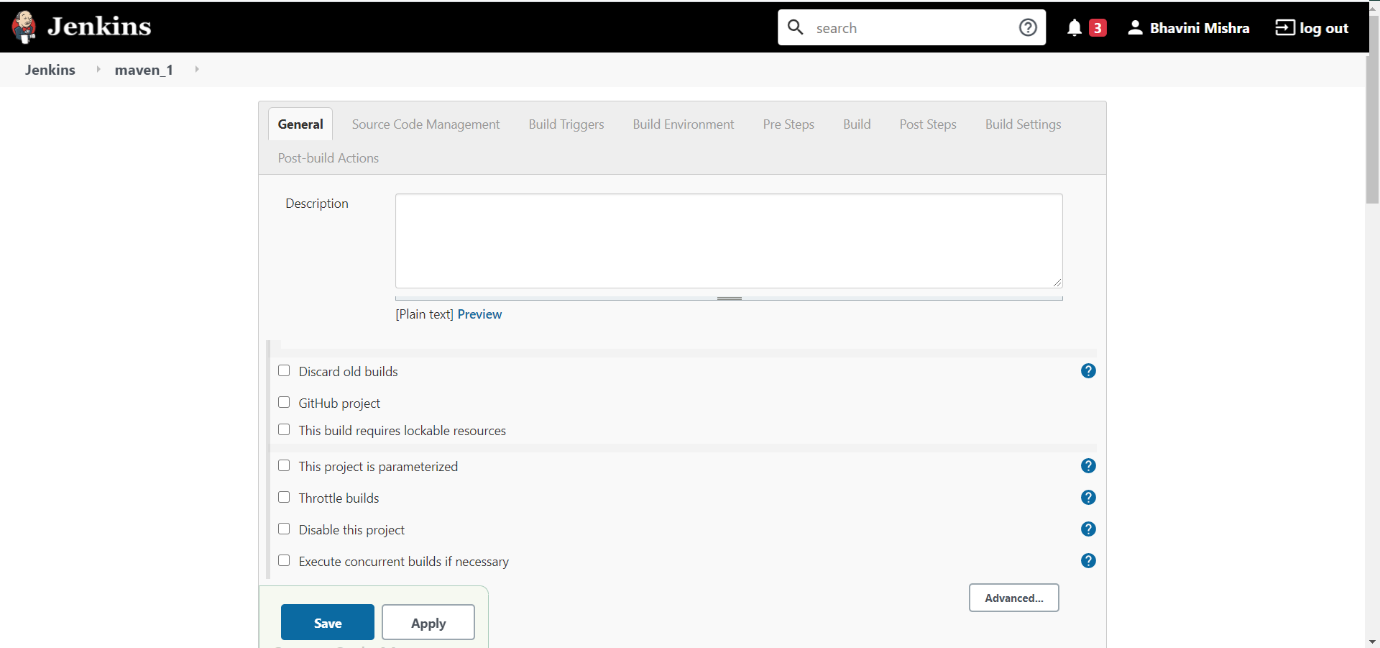 Jenkins
search
3
Bhavini Mishra
log out
Jenkins
maven_1
General
Source Code Management
Build Triggers
Build Environment
Pre Steps
Build
Post Steps
Build Settings
Post-build Actions
Description
[Plain text] Preview
Discard old builds
GitHub project
This build requires lockable resources
This project is parameterized
Throttle builds
Disable this project
Execute concurrent builds if necessary
Advanced...
Save
Apply